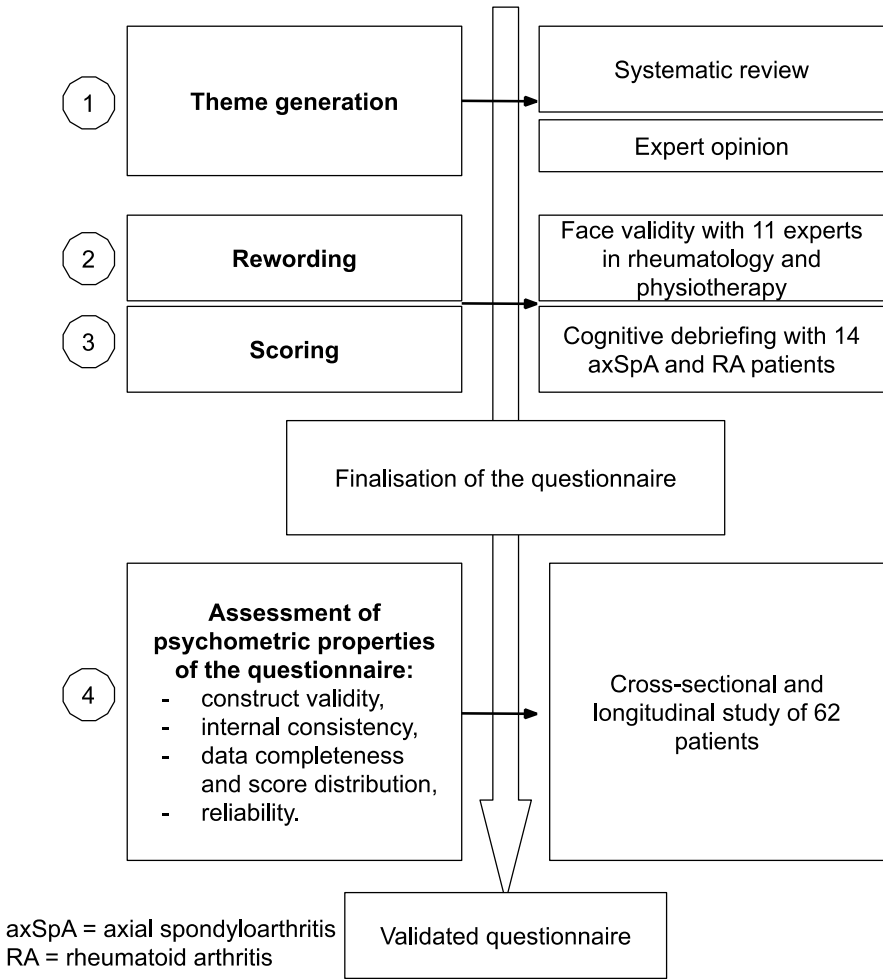 1
Theme generation
Systematic review
Expert opinion
2
Rewording
Face validity with 11 experts
in rheumatology and
physiotherapy
3
Scoring
Cognitive debriefing with 14
axSpA and RA patients
Finalisation of the questionnaire
4
Assessment of
psychometric properties
of the questionnaire:
- construct validity,
- internal consistency,
- data completeness
and score distribution,
- reliability.
Cross-sectional and
longitudinal study of 62
patients
Validated questionnaire
axSpA = axial spondyloarthritis
RA = rheumatoid arthritis